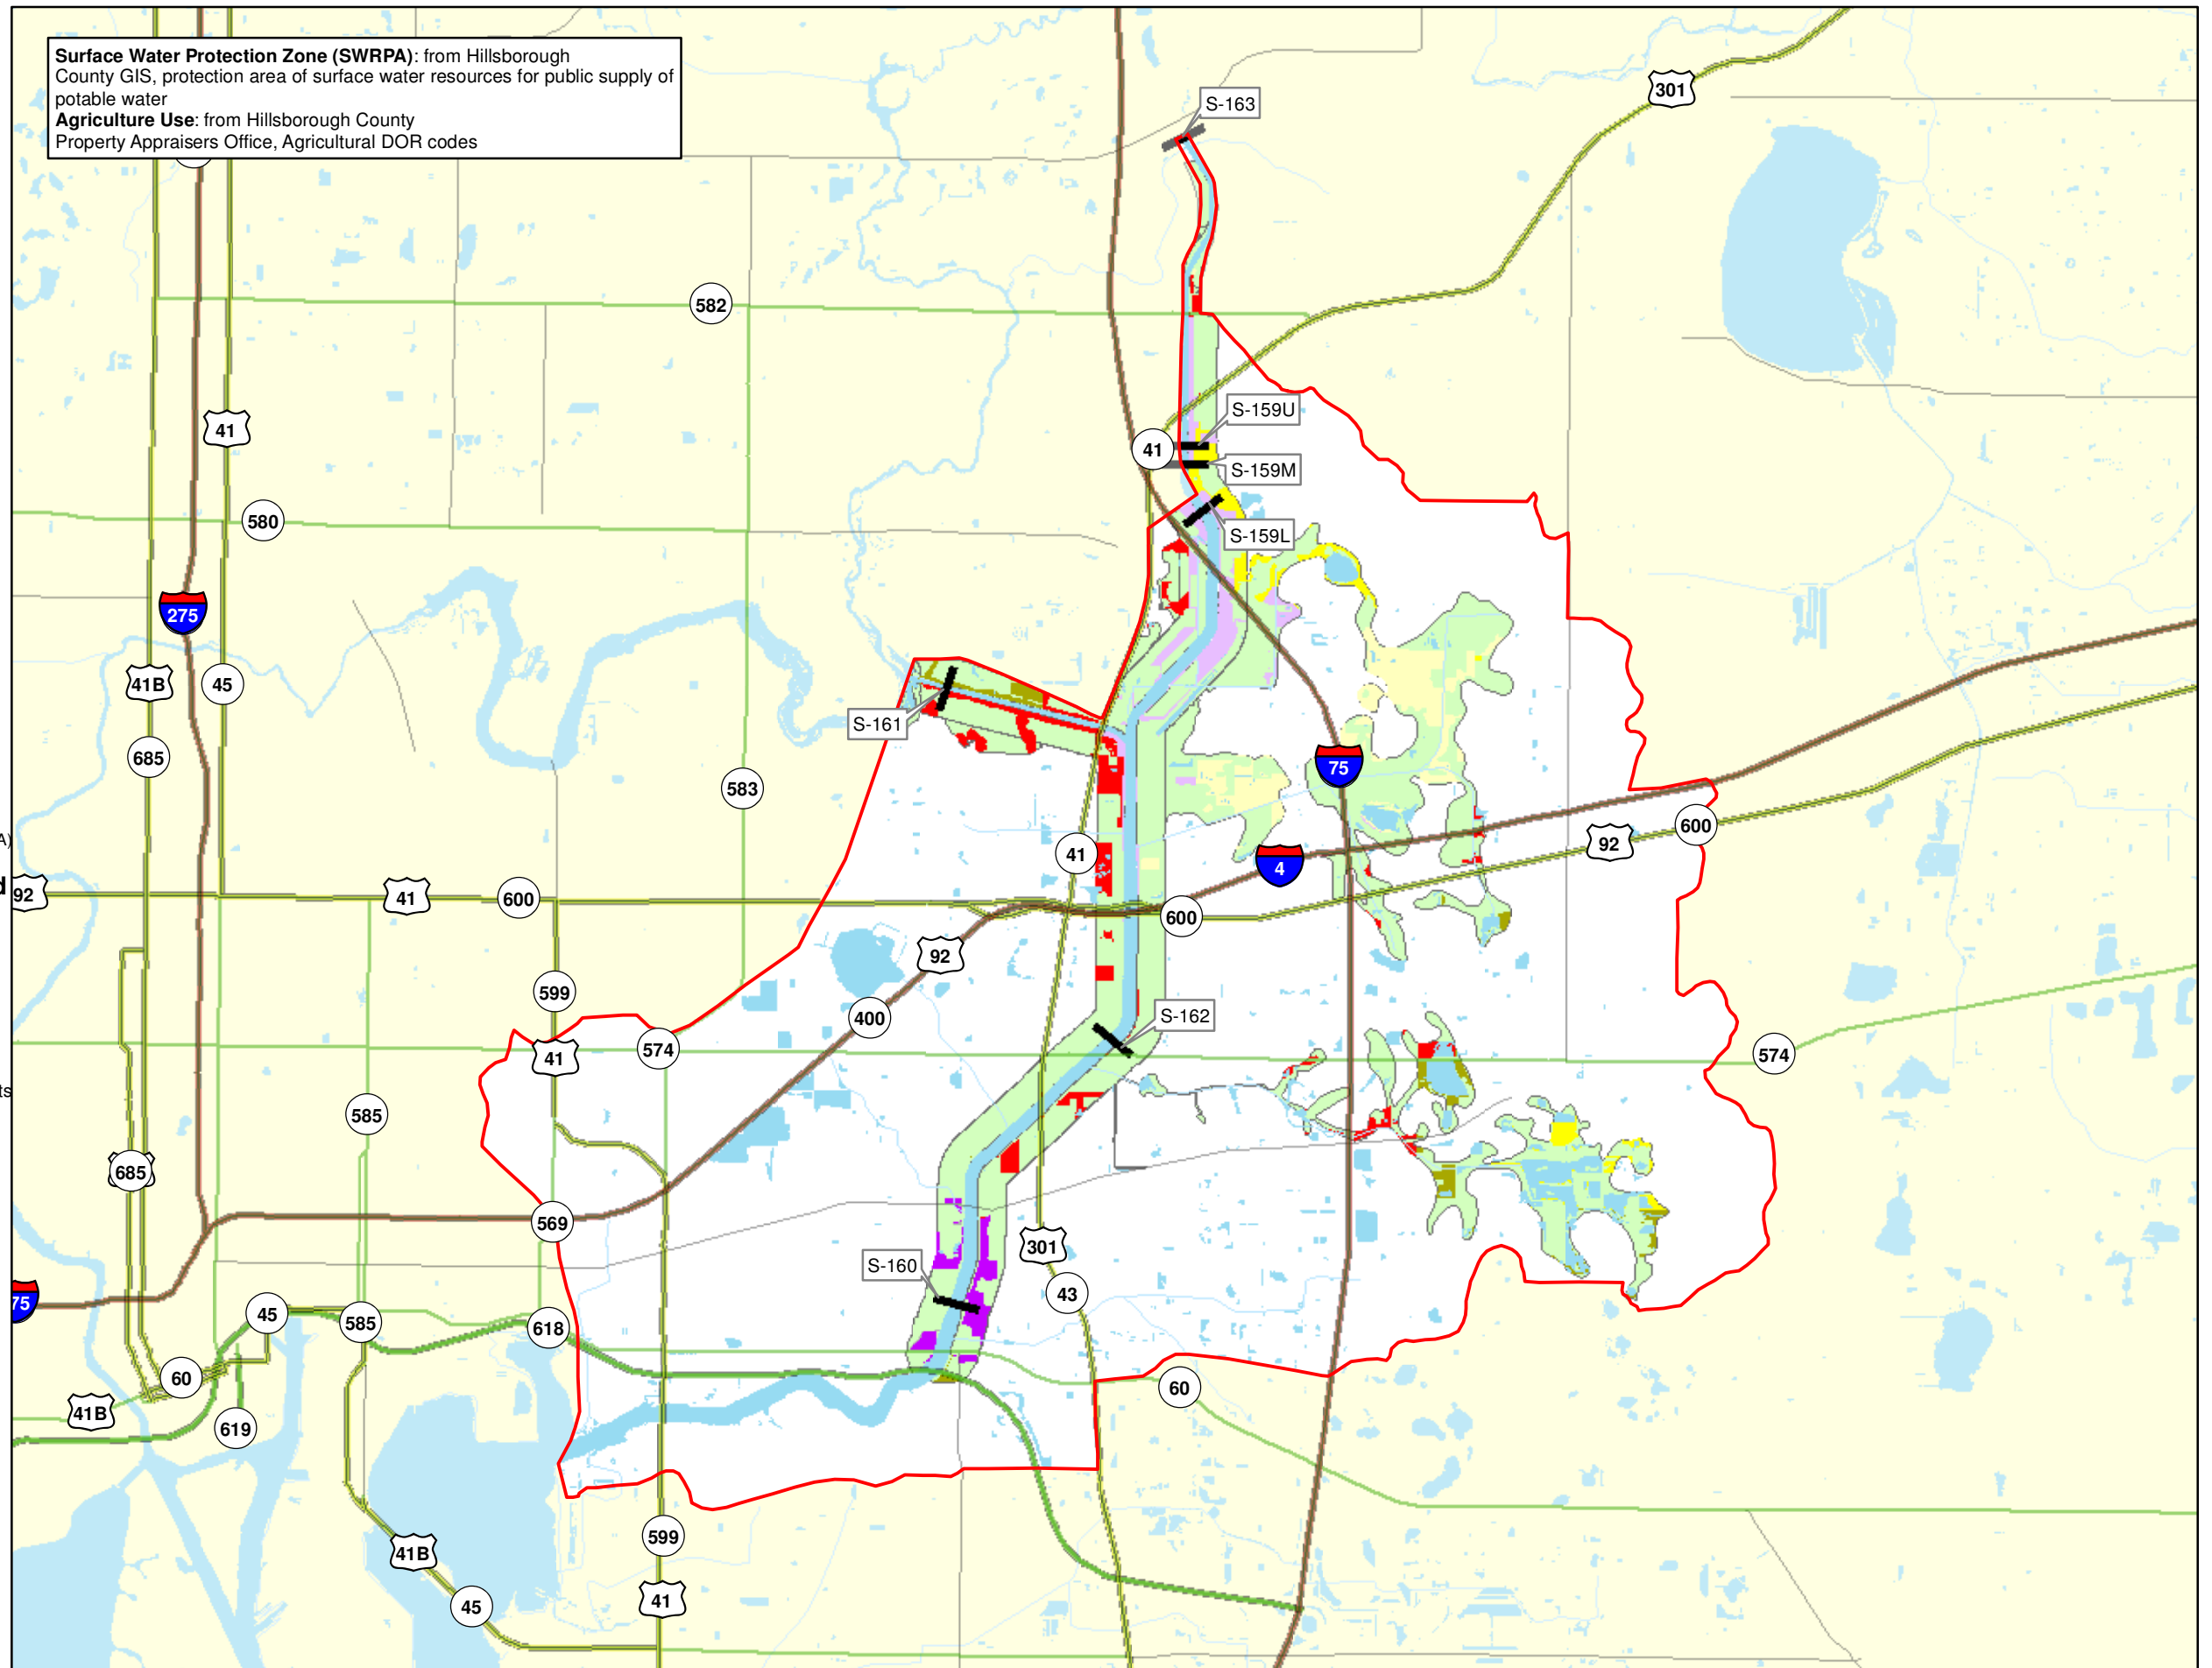 Surface Water Protection Zone (SWRPA): from Hillsborough
County GIS, protection area of surface water resources for public supply of
potable water
Agriculture Use: from Hillsborough County
Property Appraisers Office, Agricultural DOR codes
S-163
301
582
41
S-159U
41
S-159M
580
S-159L
275
41B
45
S-161
685
75
583
A)
600
92
41
4
d
92
41
600
600
92
599
400
S-162
41
574
574
ts
585
685
569
301
S-160
43
75
45
585
618
60
60
41B
619
599
41B
41
45